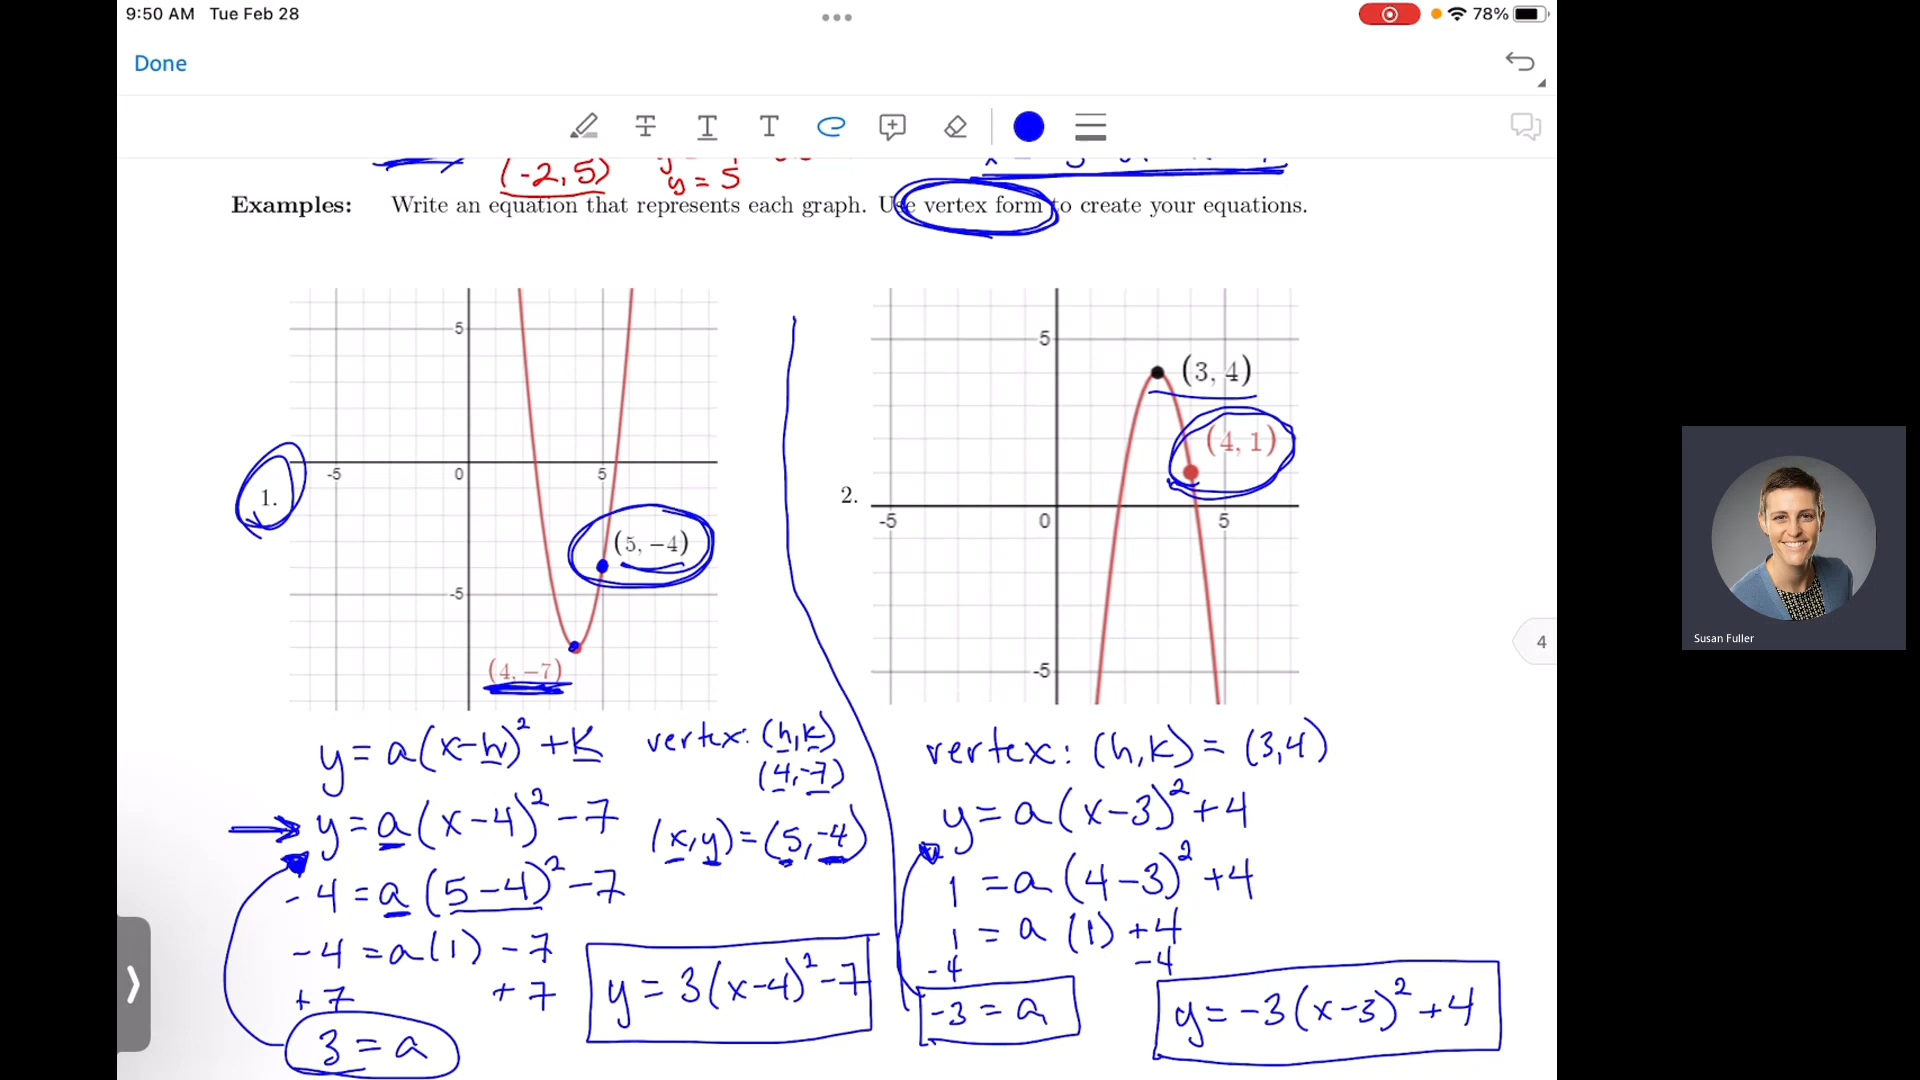 9:50 AM Tue Feb 28
78%
Done
(-2,5)
y = 5
Examples: Write an equation that represents each graph. Use vertex form to create your equations.
1.
5
-5
0
5
-5
(5, −4)
(4, −7)
2.
5
-5
0
5
-5
(3, 4)
(4, 1)
4
y = a(x-h)² + k
vertex: (h,k)
(4,-7)
y = a(x-4)² -7
(x,y) = (5,-4)
-4 = a(5-4)² -7
-4 = a(1) -7
+7 +7
3 = a
y = 3(x-4)² -7
vertex: (h,k) = (3,4)
y = a(x-3)² +4
1 = a(4-3)² +4
1 = a(1) +4
-4 -4
-3 = a
y = -3(x-3)² +4
Susan Fuller